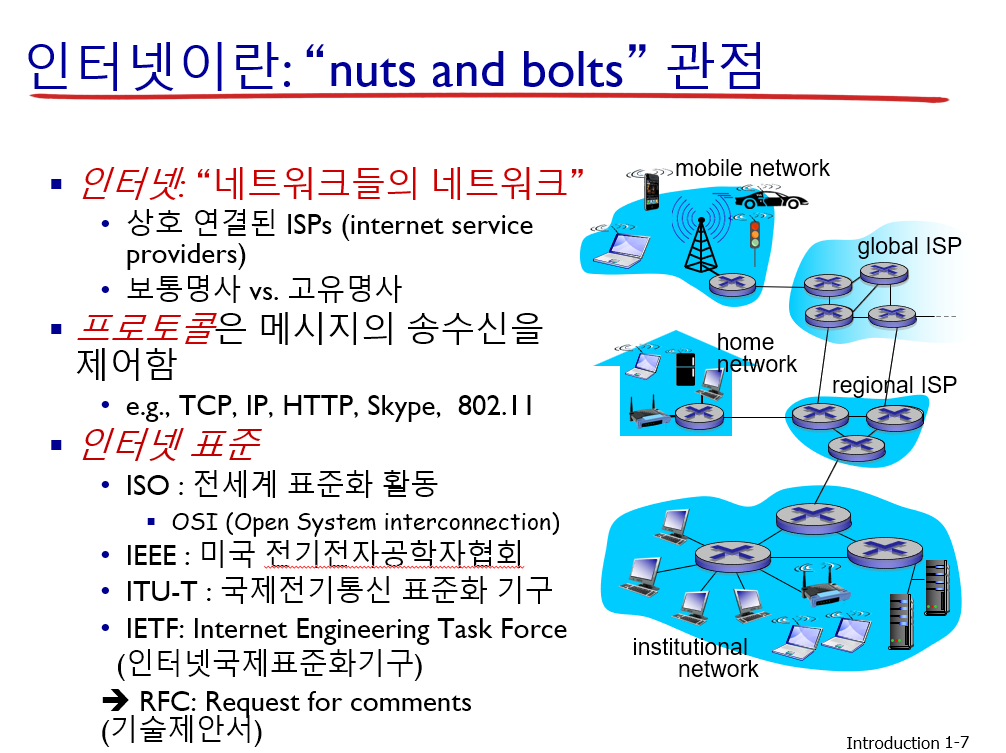 인터넷이란: “nuts and bolts” 관점
▪ 인터넷: “네트워크들의 네트워크”
• 상호 연결된 ISPs (internet service
providers)
• 보통명사 vs. 고유명사
▪ 프로토콜은 메시지의 송수신을
제어함
• e.g., TCP, IP, HTTP, Skype, 802.11
▪ 인터넷 표준
• ISO : 전세계 표준화 활동
▪ OSI (Open System interconnection)
• IEEE : 미국 전기전자공학자협회
• ITU-T : 국제전기통신 표준화 기구
• IETF: Internet Engineering Task Force
(인터넷국제표준화기구)
➔ RFC: Request for comments
(기술제안서)
mobile network
global ISP
home
network
regional ISP
institutional
network
Introduction 1-7